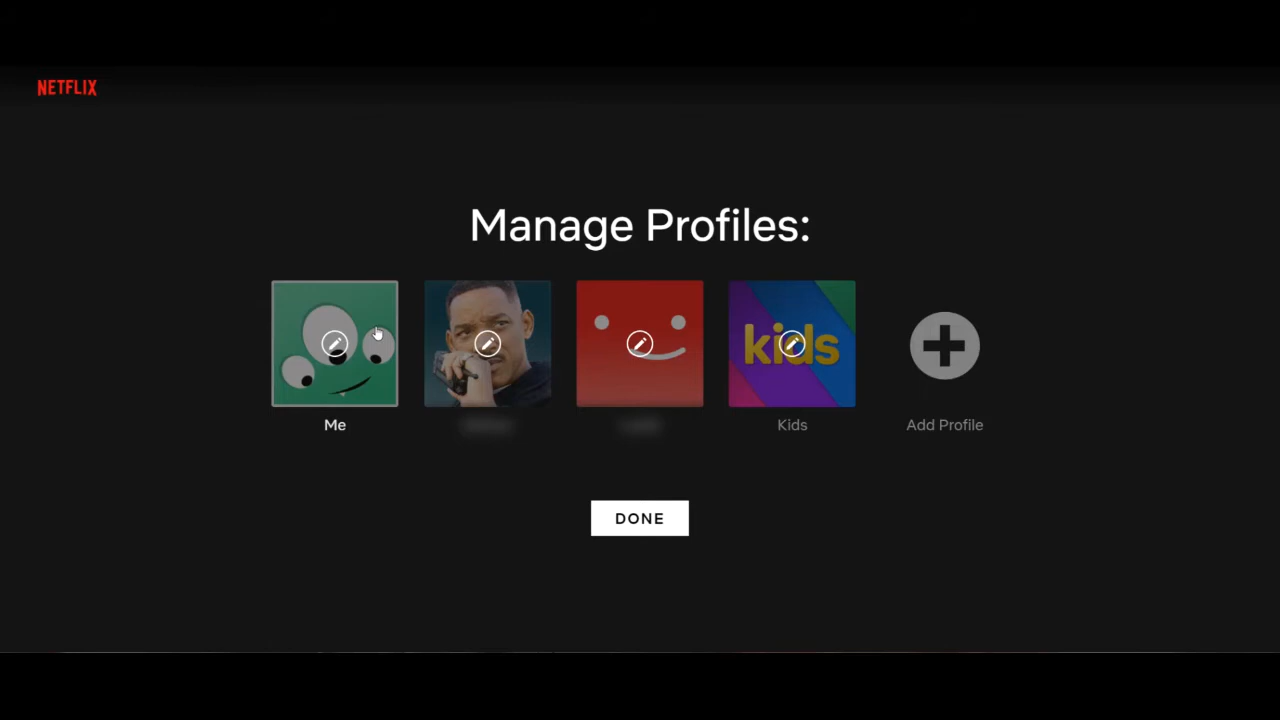 NETFLIX
Manage Profiles:
kids
Me
Kids
Add Profile
DONE